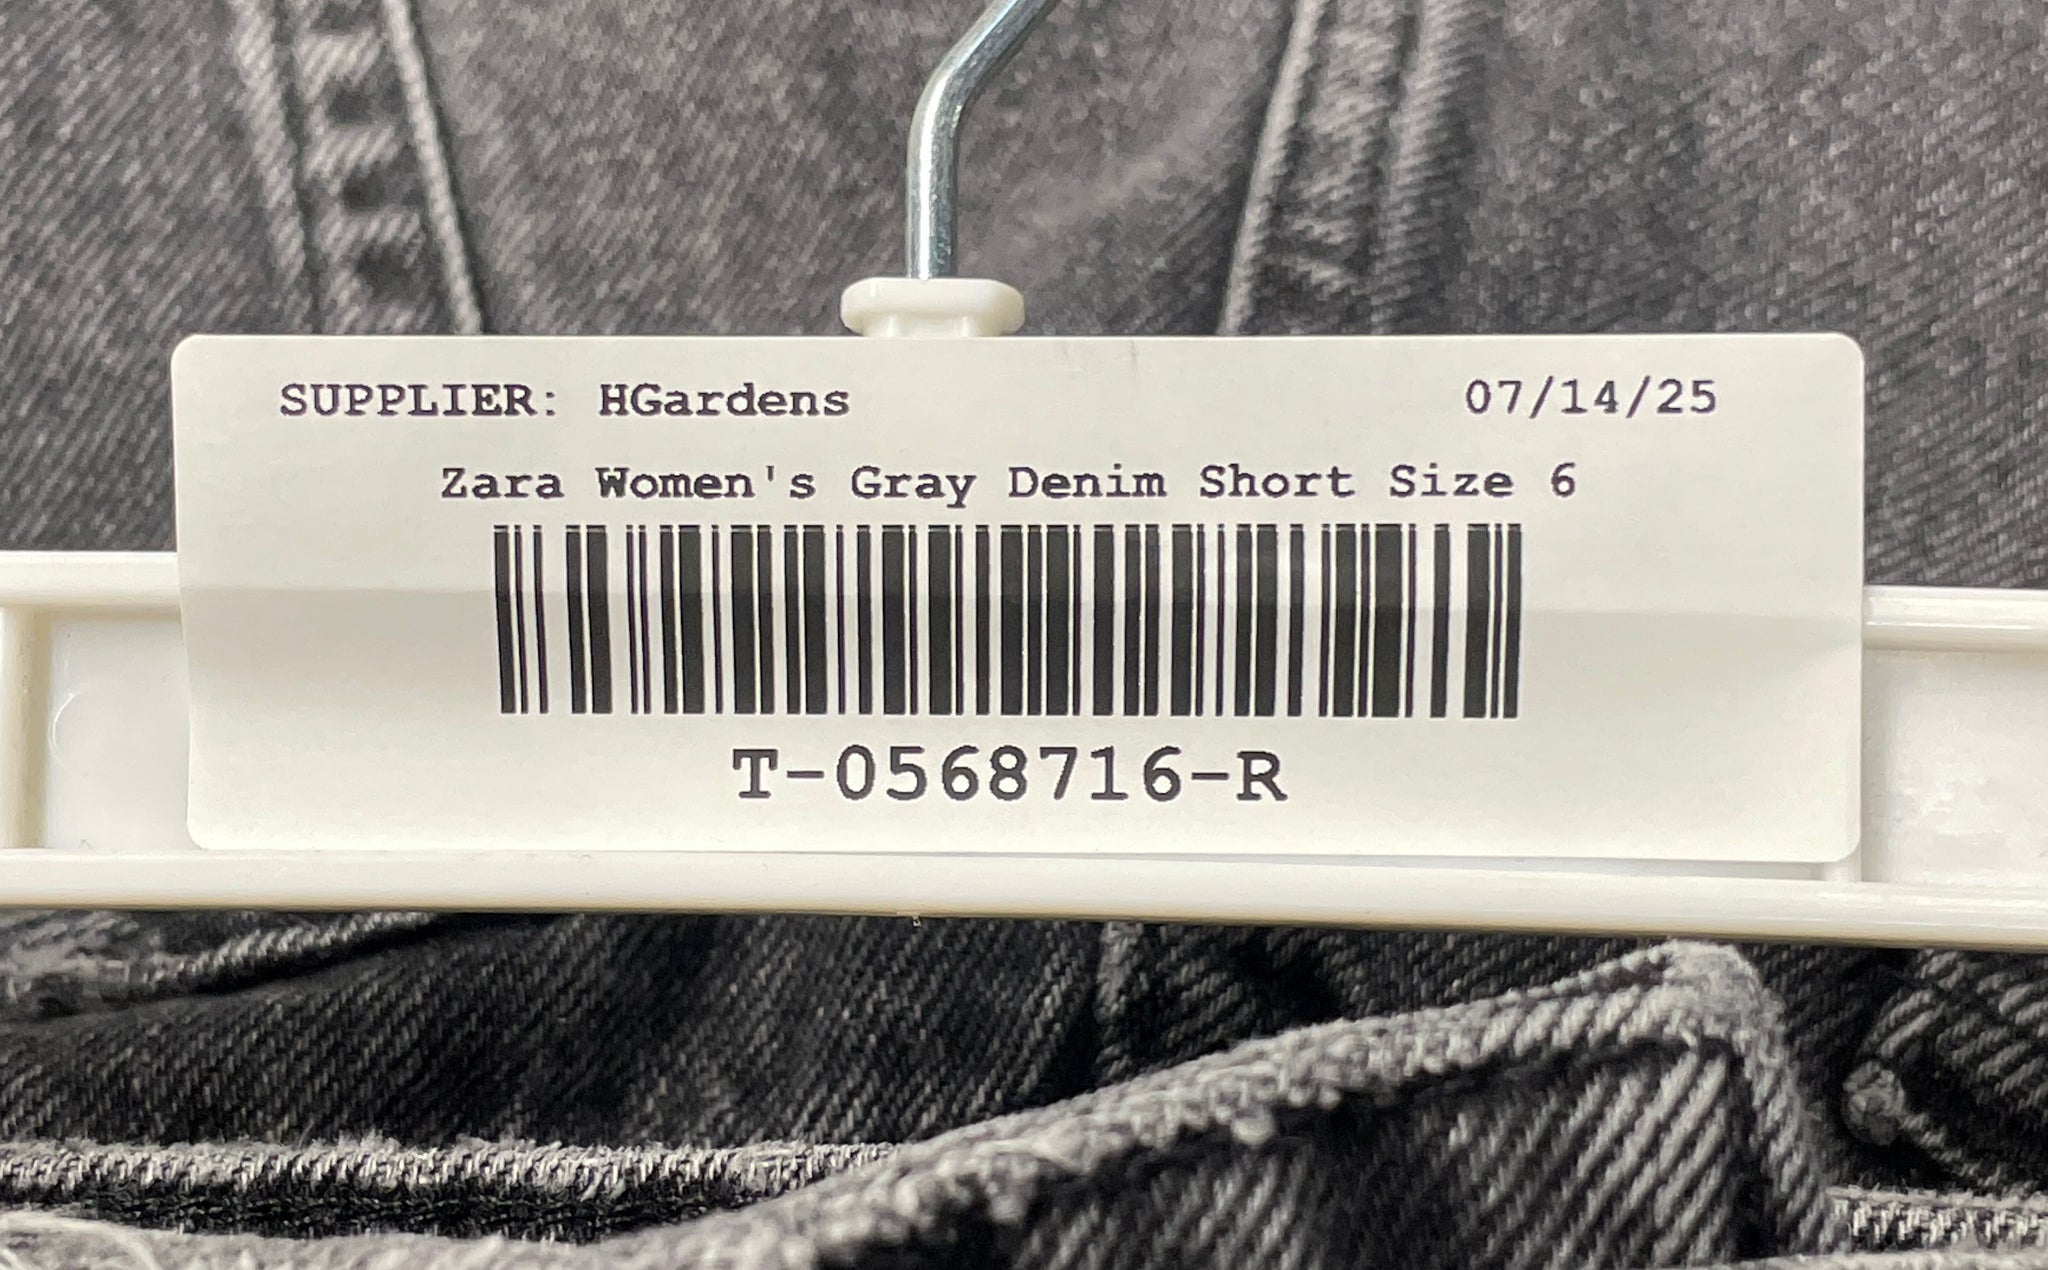 SUPPLIER: HGardens 07/14/25
Zara Women's Gray Denim Short Size 6
T-0568716-R